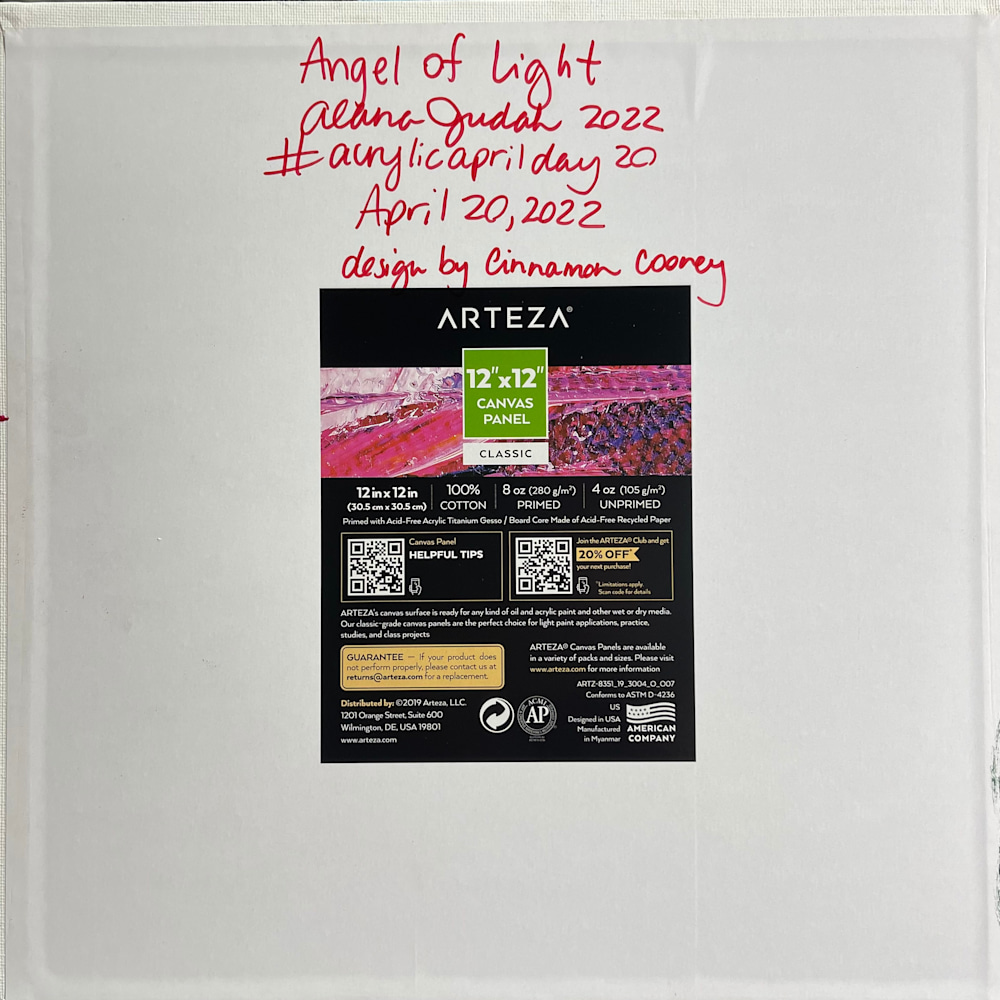 Angel of Light
Alana Judah 2022
#acrylicaprilday 20
April 20, 2022
design by Cinnamon Cooney
ARTEZA®
12"x12"
CANVAS
PANEL
CLASSIC
12 in x 12 in
(30.5 cm x 30.5 cm)
100%
COTTON
8 oz (280 g/m²)
PRIMED
4 oz (105 g/m²)
UNPRIMED
Primed with Acid-Free Acrylic Titanium Gesso / Board Core Made of Acid-Free Recycled Paper
Canvas Panel
HELPFUL TIPS
Join the ARTEZA® Club and get
20% OFF*
your next purchase!
*Limitations apply.
Scan code for details
ARTEZA's canvas surface is ready for any kind of oil and acrylic paint and other wet or dry media.
Our classic-grade canvas panels are the perfect choice for light paint applications, practice,
studies, and class projects
GUARANTEE — If your product does
not perform properly, please contact us at
returns@arteza.com for a replacement.
ARTEZA® Canvas Panels are available
in a variety of packs and sizes. Please visit
www.arteza.com for more information
ARTZ-8351_19_3004_O_007
Conforms to ASTM D-4236
Distributed by: ©2019 Arteza, LLC.
1201 Orange Street, Suite 600
Wilmington, DE, USA 19801
www.arteza.com
ACMI
AP
US
Designed in USA
Manufactured
in Myanmar
AMERICAN
COMPANY